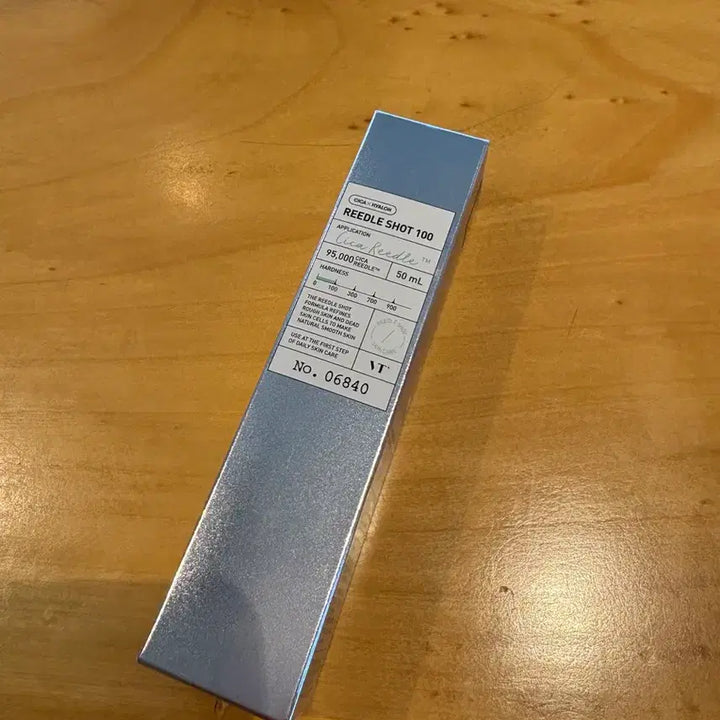 CICA × HYALON
REEDLE SHOT 100
APPLICATION
Cica Reedle™
95,000 CICA REEDLE™
50 mL
HARDNESS
0 100 300 700 900
THE REEDLE SHOT
FORMULA REFINES
ROUGH SKIN AND DEAD
SKIN CELLS TO MAKE
NATURAL SMOOTH SKIN
USE AT THE FIRST STEP
OF DAILY SKIN CARE
VT
No. 06840